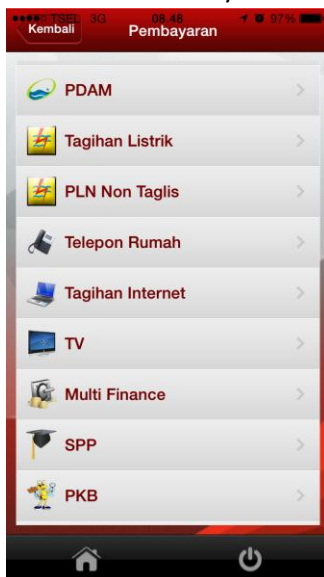 TSEL 3G 08.48 97%
Kembali Pembayaran
PDAM
Tagihan Listrik
PLN Non Taglis
Telepon Rumah
Tagihan Internet
TV
Multi Finance
SPP
PKB